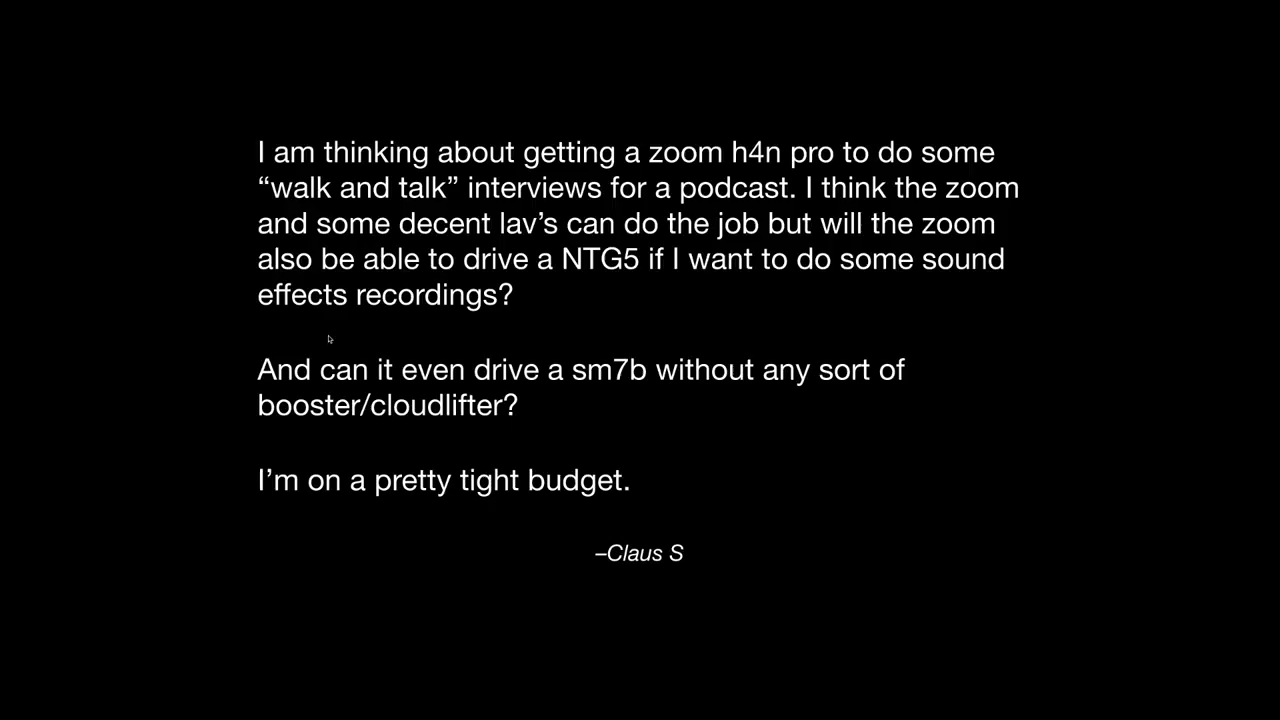 I am thinking about getting a zoom h4n pro to do some
“walk and talk” interviews for a podcast. I think the zoom
and some decent lav’s can do the job but will the zoom
also be able to drive a NTG5 if I want to do some sound
effects recordings?
And can it even drive a sm7b without any sort of
booster/cloudlifter?
I’m on a pretty tight budget.
–Claus S